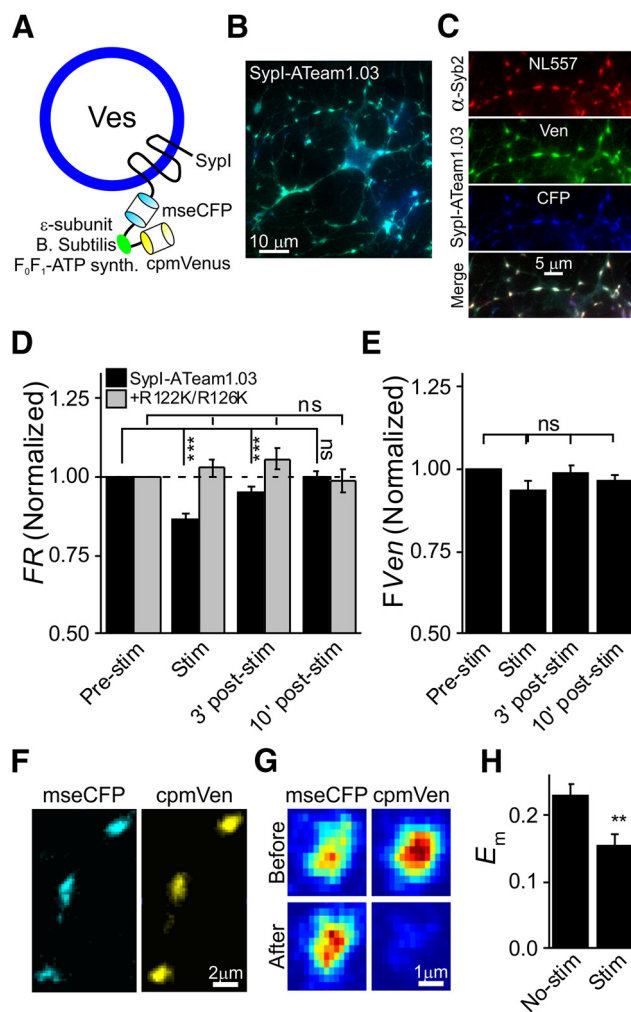 A
Ves
SypI
mseCFP
ε-subunit
B. Subtilis
F₀F₁-ATP synth.
cpmVenus
B
SypI-ATeam1.03
10 μm
C
α-Syb2
NL557
SypI-ATeam1.03
Ven
CFP
Merge
5 μm
D
SypI-ATeam1.03
+R122K/R126K
FR (Normalized)
1.25
1.00
0.75
0.50
ns
***
***
ns
Pre-stim
Stim
3' post-stim
10' post-stim
E
FVen (Normalized)
1.25
1.00
0.75
0.50
ns
Pre-stim
Stim
3' post-stim
10' post-stim
F
mseCFP
cpmVen
2μm
G
mseCFP
cpmVen
Before
After
1μm
H
Eₘ
0.2
0.1
0.0
**
No-stim
Stim